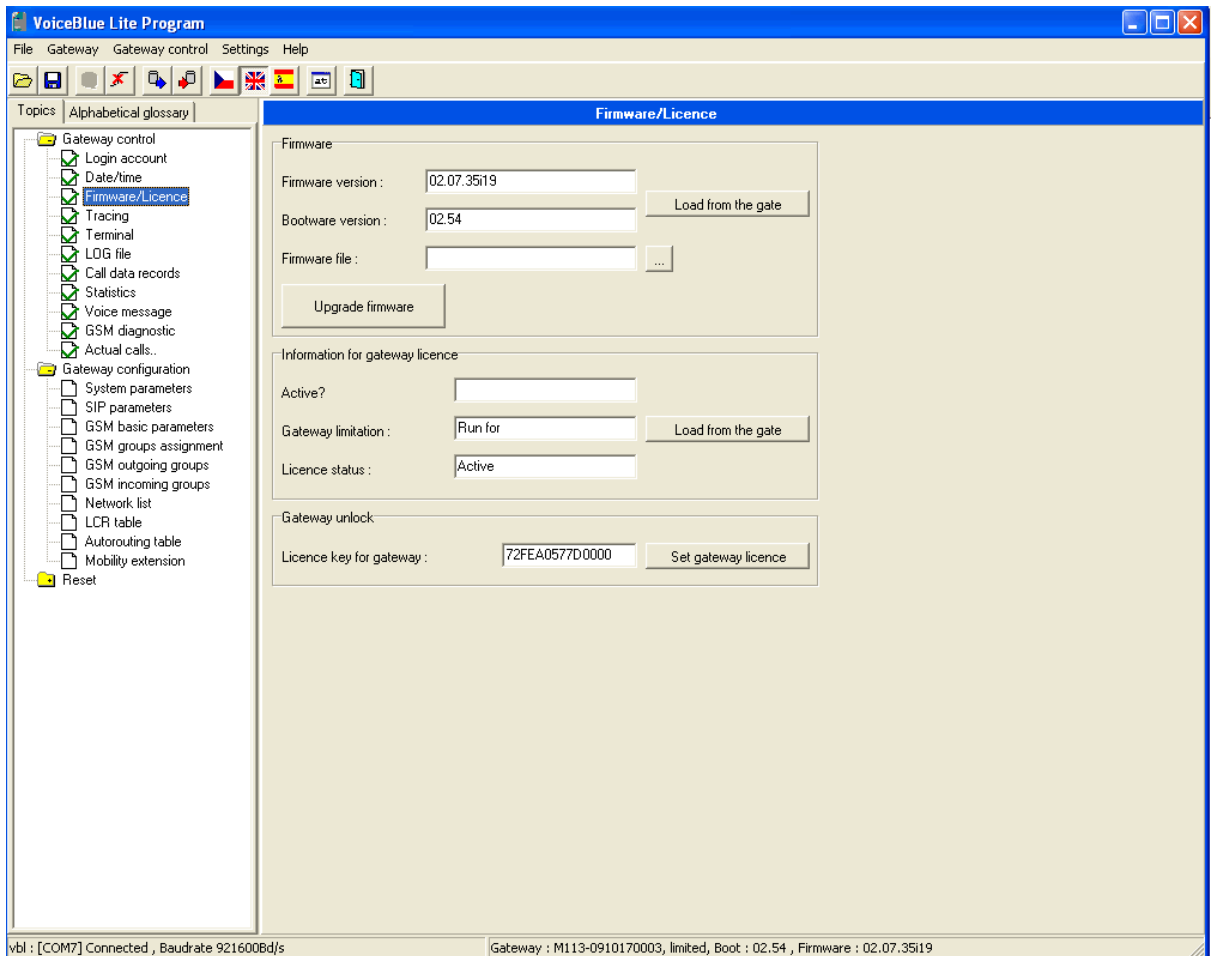 VoiceBlue Lite Program
File Gateway Gateway control Settings Help
at
Topics Alphabetical glossary
Gateway control
Login account
Date/time
Firmware/Licence
Tracing
Terminal
LOG file
Call data records
Statistics
Voice message
GSM diagnostic
Actual calls..
Gateway configuration
System parameters
SIP parameters
GSM basic parameters
GSM groups assignment
GSM outgoing groups
GSM incoming groups
Network list
LCR table
Autorouting table
Mobility extension
Reset
Firmware/Licence
Firmware
Firmware version : 02.07.35i19
Load from the gate
Bootware version : 02.54
Firmware file : ...
Upgrade firmware
Information for gateway licence
Active?
Gateway limitation : Run for Load from the gate
Licence status : Active
Gateway unlock
Licence key for gateway : 72FEA0577D0000 Set gateway licence
vbl : [COM7] Connected , Baudrate 921600Bd/s Gateway : M113-0910170003, limited, Boot : 02.54 , Firmware : 02.07.35i19